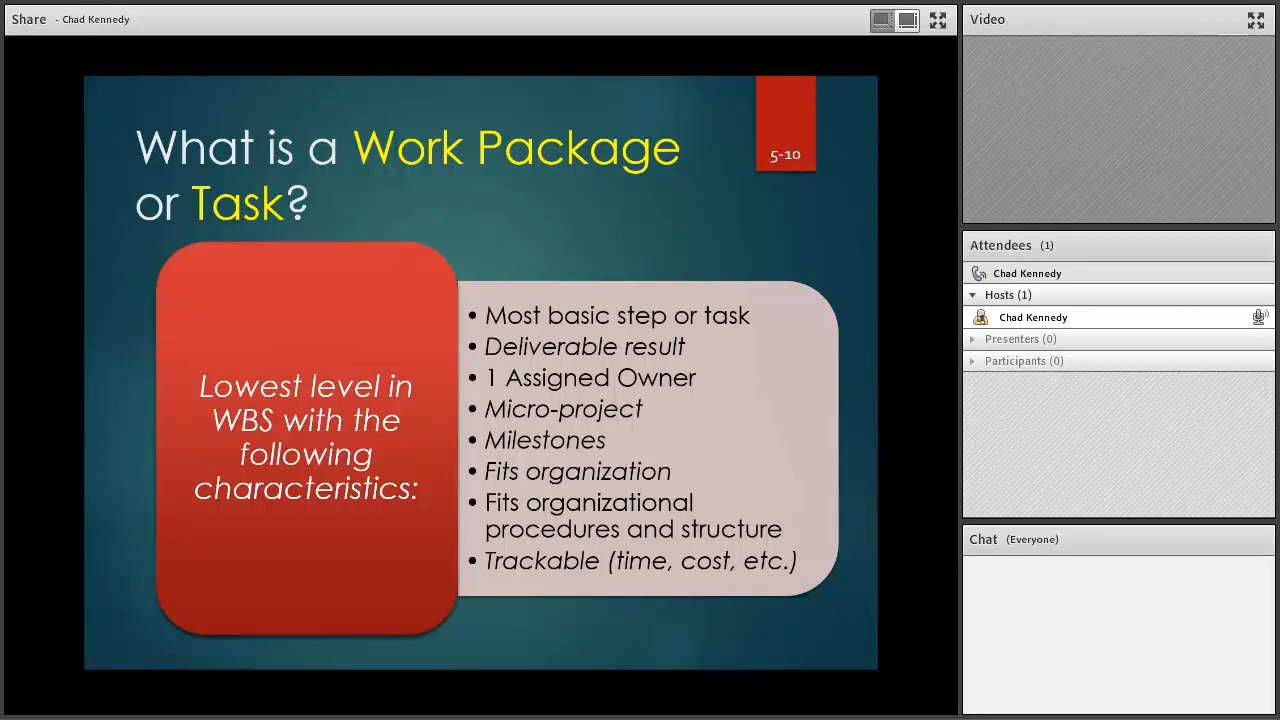 Share - Chad Kennedy
What is a Work Package
or Task?
5-10
Lowest level in
WBS with the
following
characteristics:
• Most basic step or task
• Deliverable result
• 1 Assigned Owner
• Micro-project
• Milestones
• Fits organization
• Fits organizational
procedures and structure
• Trackable (time, cost, etc.)
Video
Attendees (1)
Chad Kennedy
Hosts (1)
Chad Kennedy
Presenters (0)
Participants (0)
Chat (Everyone)